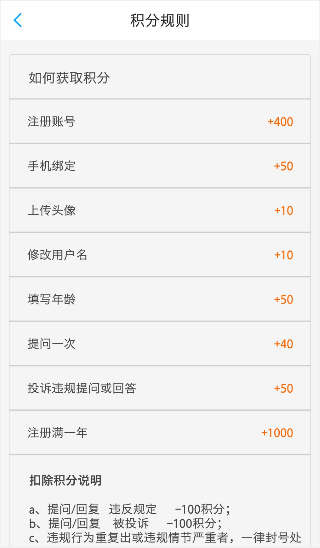 积分规则
如何获取积分
注册账号 +400
手机绑定 +50
上传头像 +10
修改用户名 +10
填写年龄 +50
提问一次 +40
投诉违规提问或回答 +50
注册满一年 +1000
扣除积分说明
a、提问/回复 违反规定 -100积分；
b、提问/回复 被投诉 -100积分；
c、违规行为重复出或违规情节严重者，一律封号处